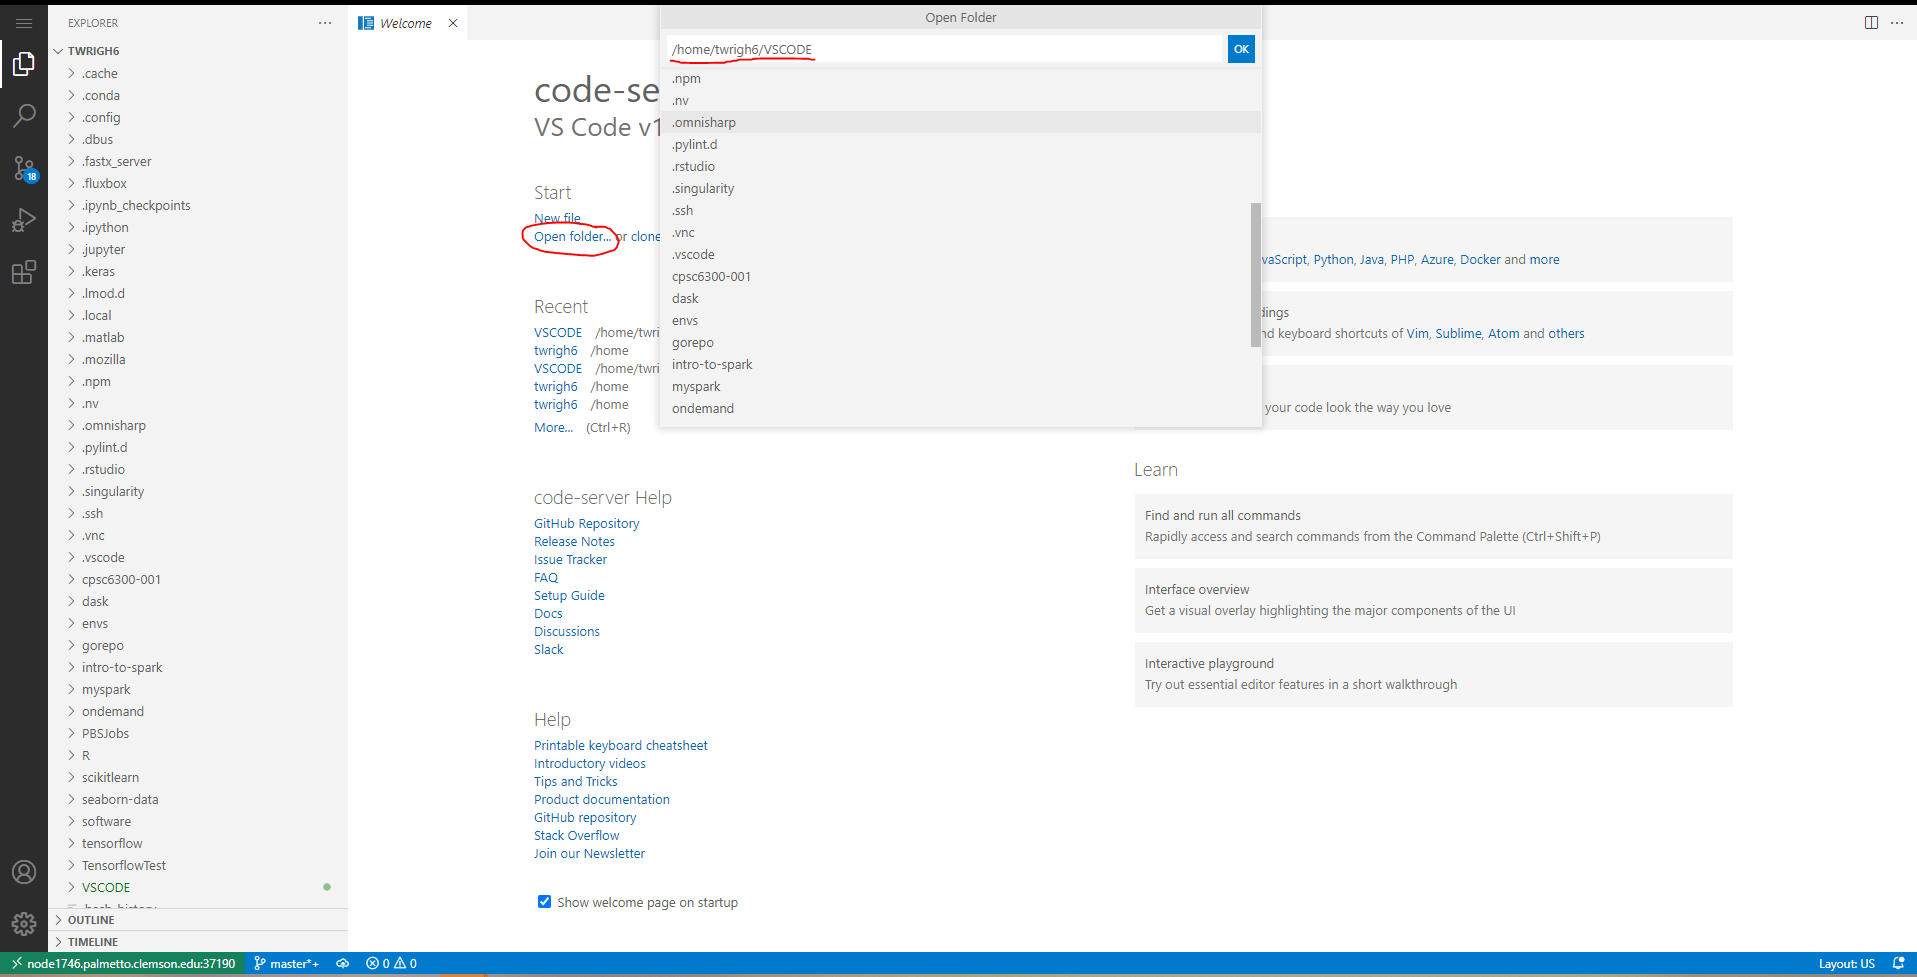 EXPLORER
TWRIGH6
.cache
.conda
.config
.dbus
.fastx_server
.fluxbox
.ipynb_checkpoints
.ipython
.jupyter
.keras
.lmod.d
.local
.matlab
.mozilla
.npm
.nv
.omnisharp
.pylint.d
.rstudio
.singularity
.ssh
.vnc
.vscode
cpsc6300-001
dask
envs
gorepo
intro-to-spark
myspark
ondemand
PBSJobs
R
scikitlearn
seaborn-data
software
tensorflow
TensorflowTest
VSCODE
OUTLINE
TIMELINE
18
Welcome
Open Folder
/home/twrigh6/VSCODE
OK
.npm
.nv
.omnisharp
.pylint.d
.rstudio
.singularity
.ssh
.vnc
.vscode
cpsc6300-001
dask
envs
gorepo
intro-to-spark
myspark
ondemand
code-se
VS Code v1
Start
New file
Open folder... or clone
Recent
VSCODE /home/twri
twrigh6 /home
VSCODE /home/twri
twrigh6 /home
twrigh6 /home
More... (Ctrl+R)
code-server Help
GitHub Repository
Release Notes
Issue Tracker
FAQ
Setup Guide
Docs
Discussions
Slack
Help
Printable keyboard cheatsheet
Introductory videos
Tips and Tricks
Product documentation
GitHub repository
Stack Overflow
Join our Newsletter
Show welcome page on startup
vaScript, Python, Java, PHP, Azure, Docker and more
dings
nd keyboard shortcuts of Vim, Sublime, Atom and others
your code look the way you love
Learn
Find and run all commands
Rapidly access and search commands from the Command Palette (Ctrl+Shift+P)
Interface overview
Get a visual overlay highlighting the major components of the UI
Interactive playground
Try out essential editor features in a short walkthrough
node1746.palmetto.clemson.edu:37190 master*+ 0 0 Layout: US